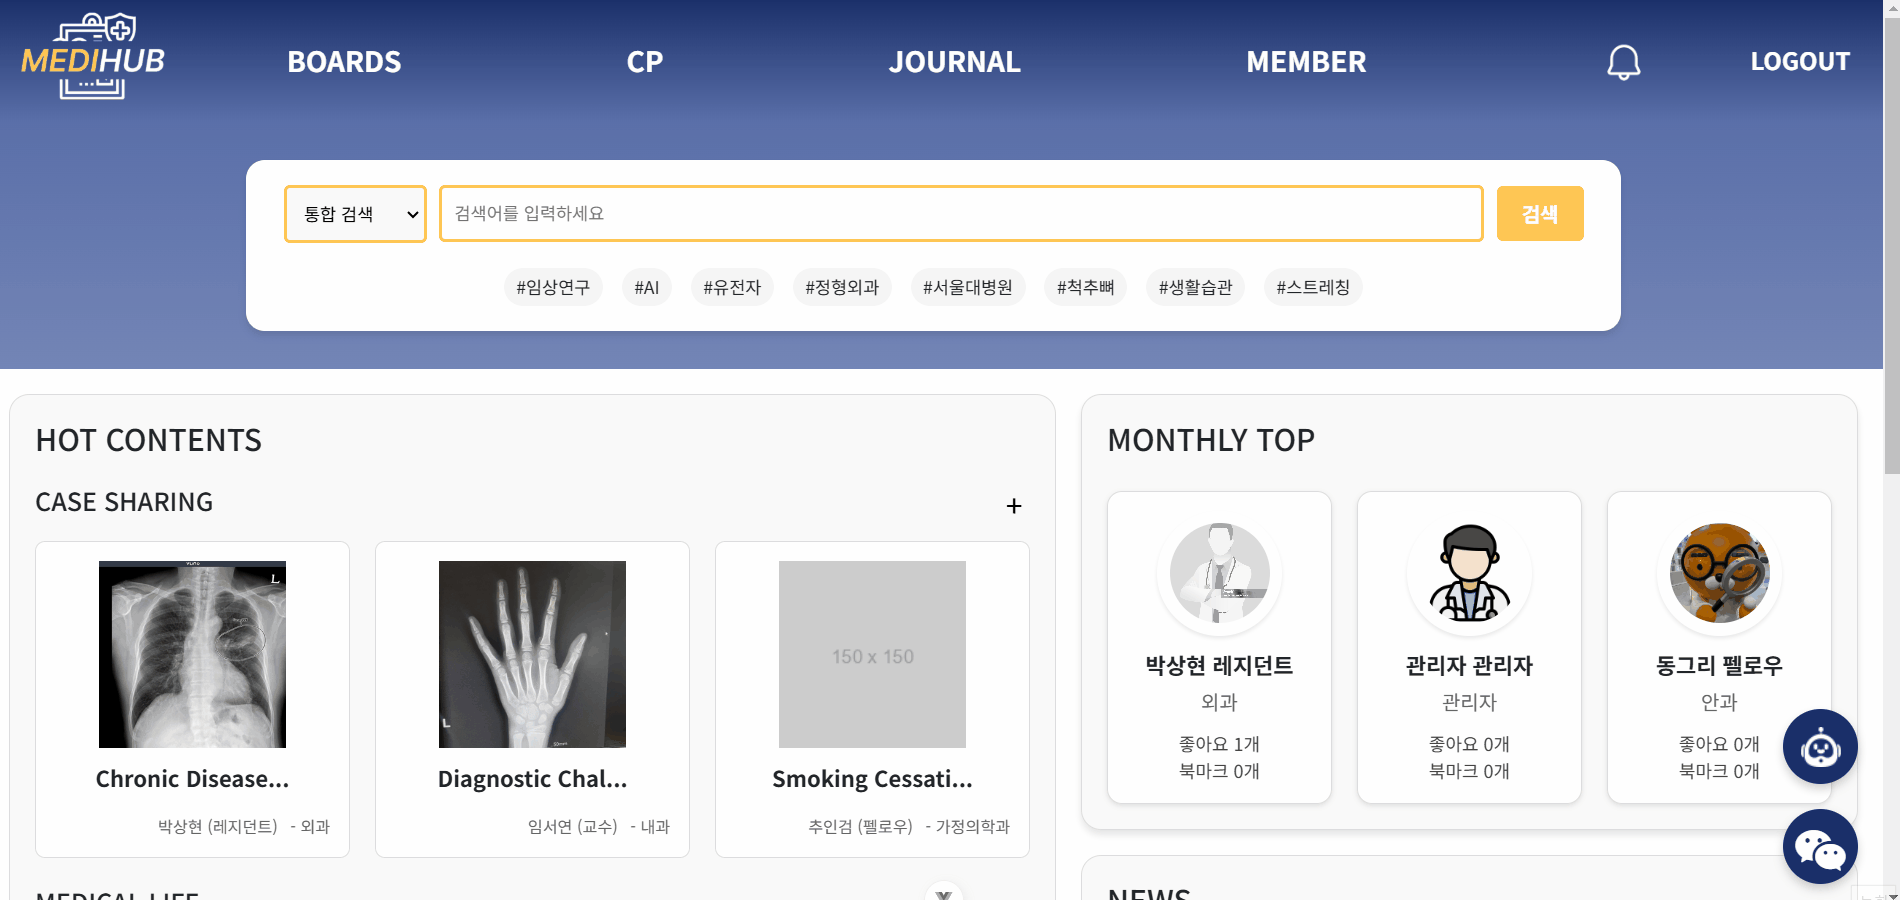 MEDIHUB
BOARDS
CP
JOURNAL
MEMBER
LOGOUT
통합 검색
검색어를 입력하세요
검색
#임상연구
#AI
#유전자
#정형외과
#서울대병원
#척추뼈
#생활습관
#스트레칭
HOT CONTENTS
CASE SHARING
+
L
Chronic Disease...
박상현 (레지던트) - 외과
L
Diagnostic Chal...
임서연 (교수) - 내과
150 x 150
Smoking Cessati...
추인검 (펠로우) - 가정의학과
MEDICAL LIFE
MONTHLY TOP
박상현 레지던트
외과
좋아요 1개
북마크 0개
관리자 관리자
관리자
좋아요 0개
북마크 0개
동그리 펠로우
안과
좋아요 0개
북마크 0개
NEWS